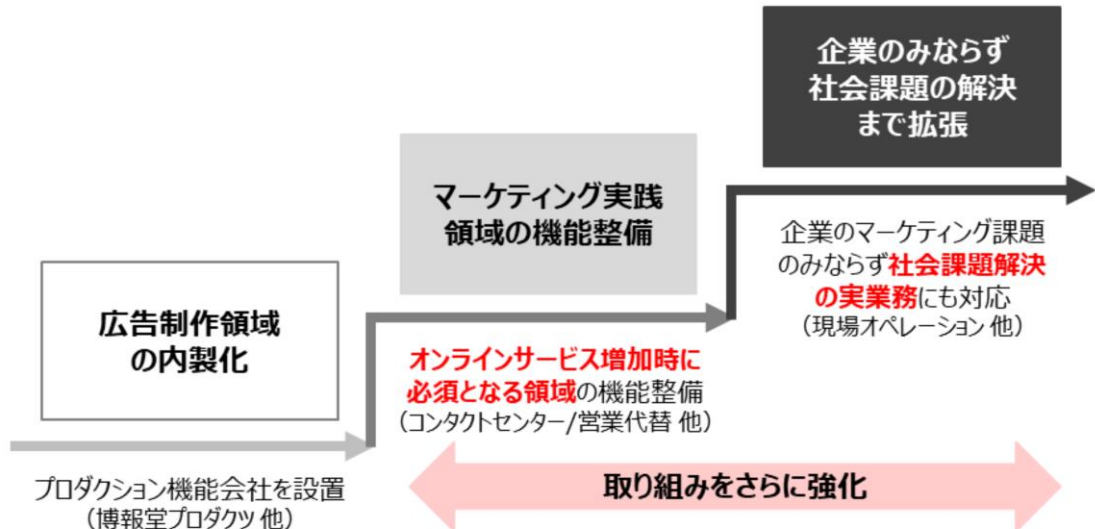 広告制作領域
の内製化
プロダクション機能会社を設置
（博報堂プロダクツ 他）
マーケティング実践
領域の機能整備
オンラインサービス増加時に
必須となる領域の機能整備
（コンタクトセンター/営業代替 他）
企業のみならず
社会課題の解決
まで拡張
企業のマーケティング課題
のみならず社会課題解決
の実業務にも対応
（現場オペレーション 他）
取り組みをさらに強化